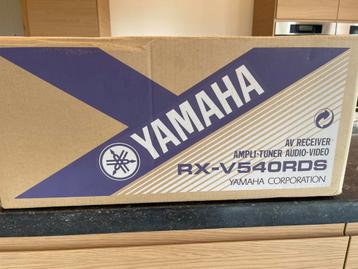 YAMAHA
AV RECEIVER
AMPLI-TUNER AUDIO-VIDEO
RX-V540RDS
YAMAHA CORPORATION